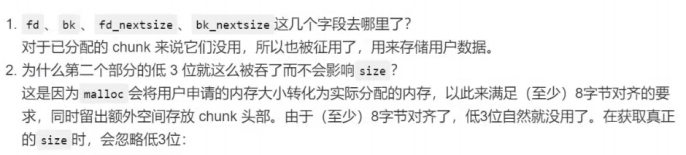 1. fd、bk、fd_nextsize、bk_nextsize 这几个字段去哪里了？
对于已分配的 chunk 来说它们没用，所以也被征用了，用来存储用户数据。
2. 为什么第二个部分的低 3 位就这么被吞了而不会影响 size？
这是因为 malloc 会将用户申请的内存大小转化为实际分配的内存，以此来满足（至少）8字节对齐的要
求，同时留出额外空间存放 chunk 头部。由于（至少）8字节对齐了，低3位自然就没用了。在获取真正
的 size 时，会忽略低3位：